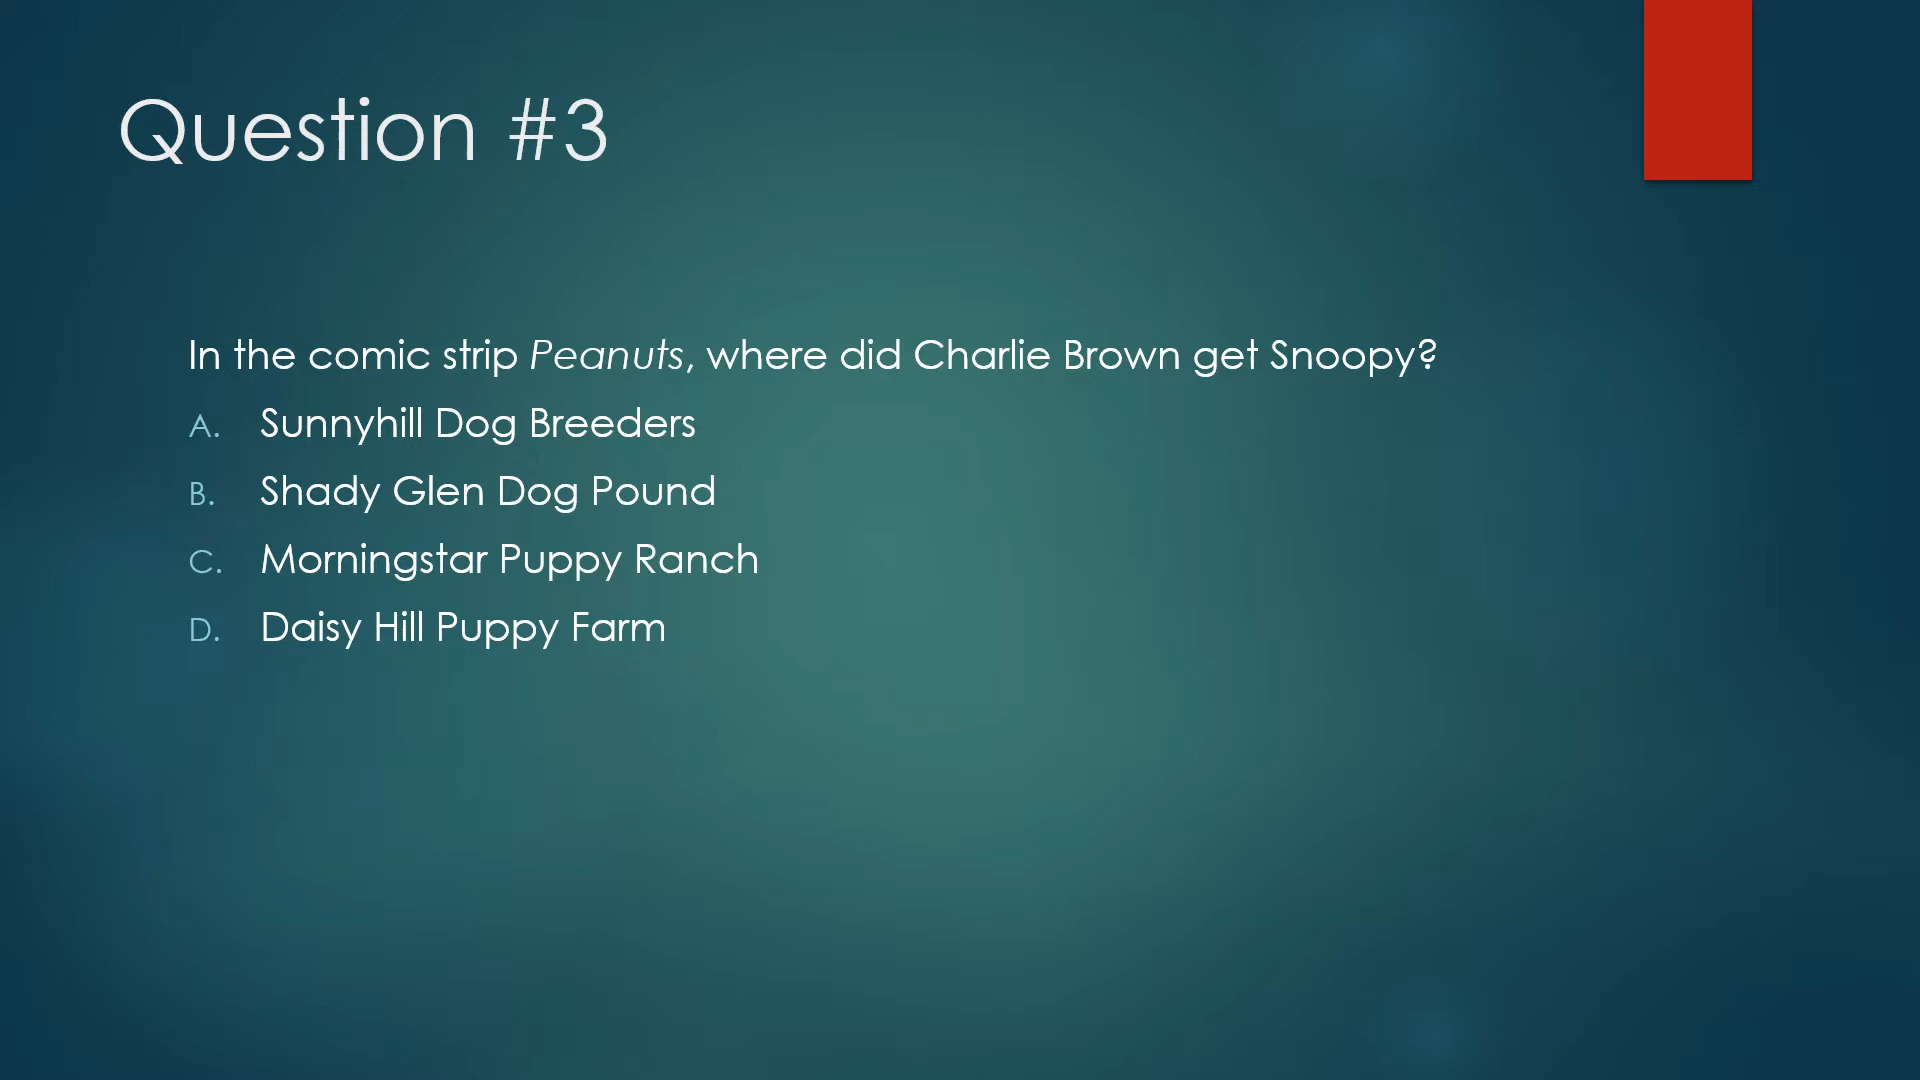 Question #3
In the comic strip Peanuts, where did Charlie Brown get Snoopy?
A. Sunnyhill Dog Breeders
B. Shady Glen Dog Pound
C. Morningstar Puppy Ranch
D. Daisy Hill Puppy Farm